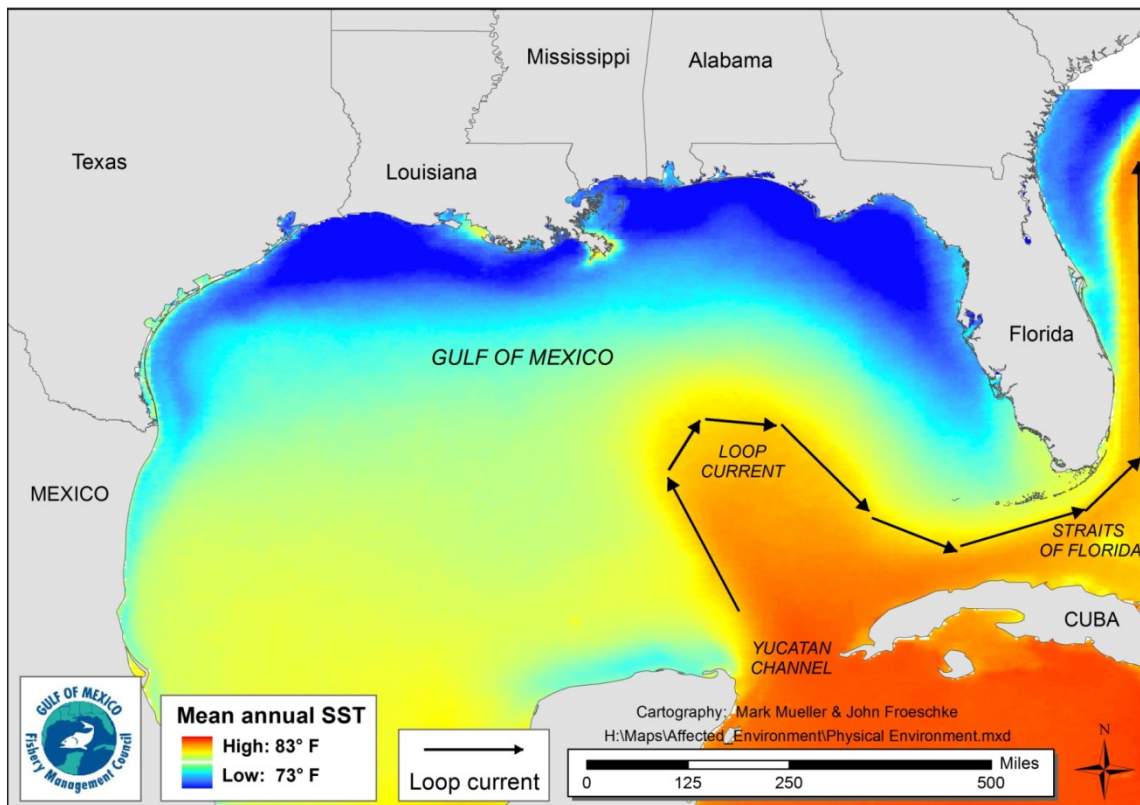 Mississippi
Alabama
Texas
Louisiana
GULF OF MEXICO
Florida
MEXICO
LOOP
CURRENT
STRAITS
OF FLORIDA
CUBA
YUCATAN
CHANNEL
GULF OF MEXICO
Fishery Management Council
Mean annual SST
High: 83° F
Low: 73° F
Loop current
Cartography: Mark Mueller & John Froeschke
H:\Maps\Affected_Environment\Physical Environment.mxd
Miles
0 125 250 500
N